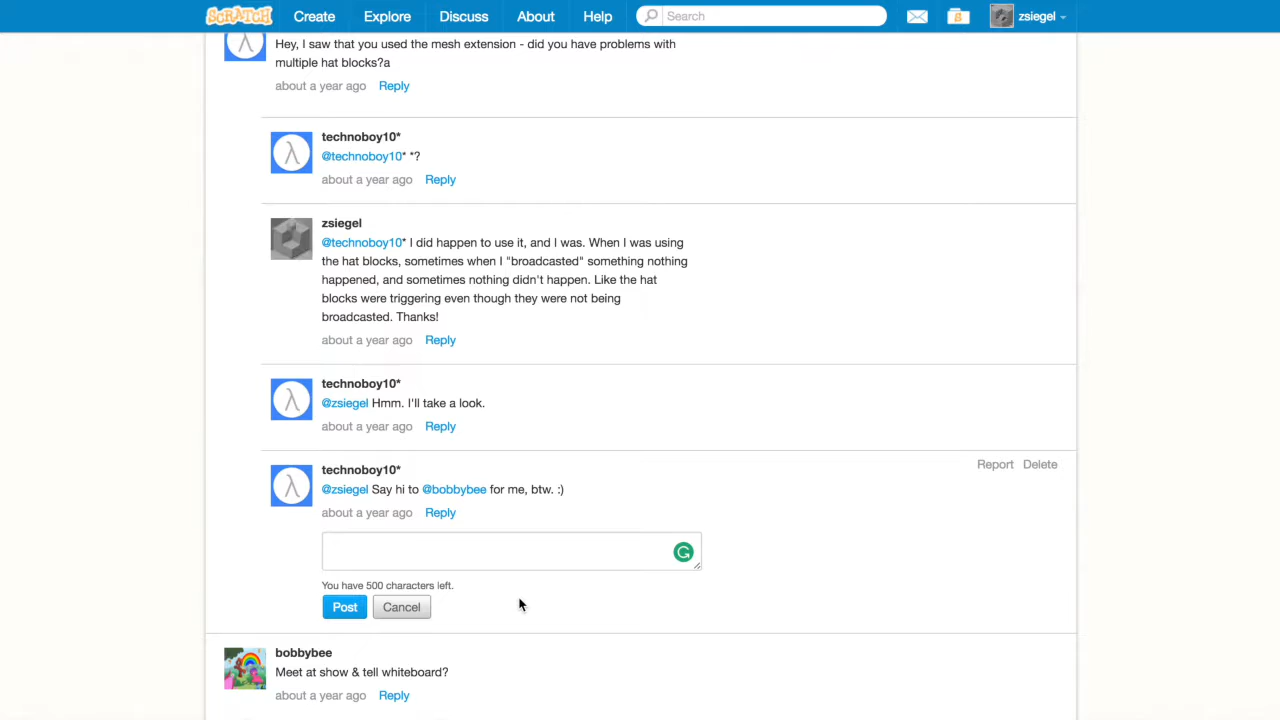 SCRATCH Create Explore Discuss About Help Search zsiegel
Hey, I saw that you used the mesh extension - did you have problems with
multiple hat blocks?a
about a year ago Reply
technoboy10*
@technoboy10* *?
about a year ago Reply
zsiegel
@technoboy10* I did happen to use it, and I was. When I was using
the hat blocks, sometimes when I "broadcasted" something nothing
happened, and sometimes nothing didn't happen. Like the hat
blocks were triggering even though they were not being
broadcasted. Thanks!
about a year ago Reply
technoboy10*
@zsiegel Hmm. I'll take a look.
about a year ago Reply
technoboy10*
Report Delete
@zsiegel Say hi to @bobbybee for me, btw. :)
about a year ago Reply
You have 500 characters left.
Post Cancel
bobbybee
Meet at show & tell whiteboard?
about a year ago Reply